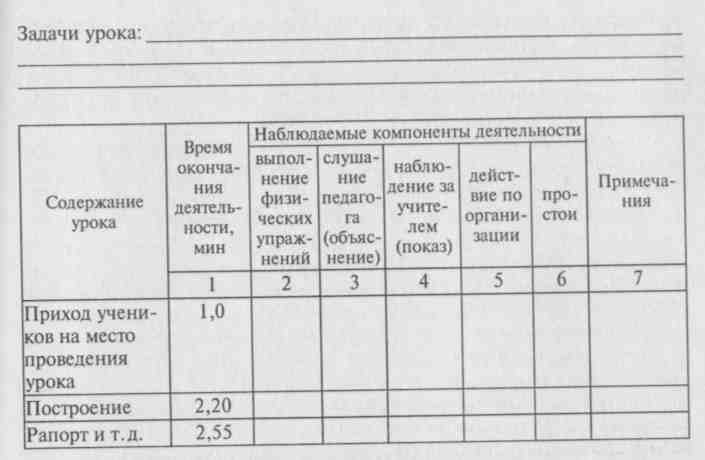 Задачи урока:
Содержание
урока
Время
оконча-
ния
деятель-
ности,
мин
Наблюдаемые компоненты деятельности
выпол-
нение
физи-
ческих
упраж-
нений
слуша-
ние
педаго-
га
(объяс-
нение)
наблю-
дение за
учите-
лем
(показ)
дейст-
вие по
органи-
зации
про-
стои
Примеча-
ния
1 2 3 4 5 6 7
Приход учени- 1,0
ков на место
проведения
урока
Построение 2,20
Рапорт и т.д. 2,55